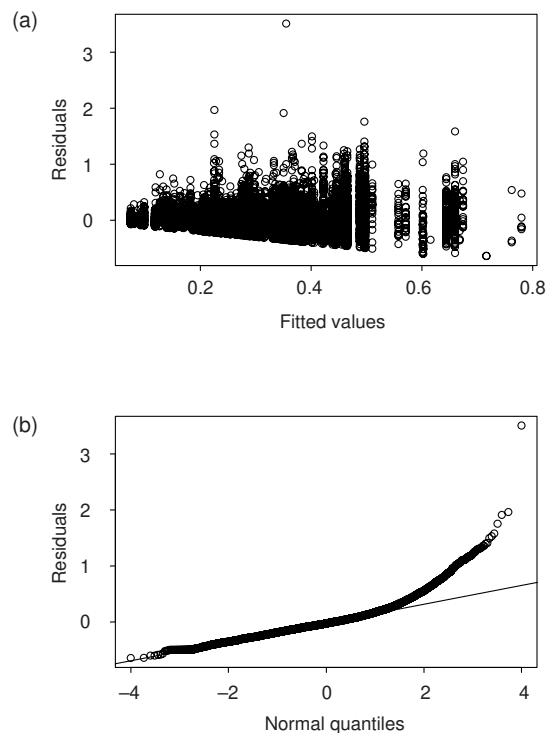 (a)
3
2
1
0
Residuals
0.2 0.4 0.6 0.8
Fitted values
(b)
3
2
1
0
Residuals
–4 –2 0 2 4
Normal quantiles